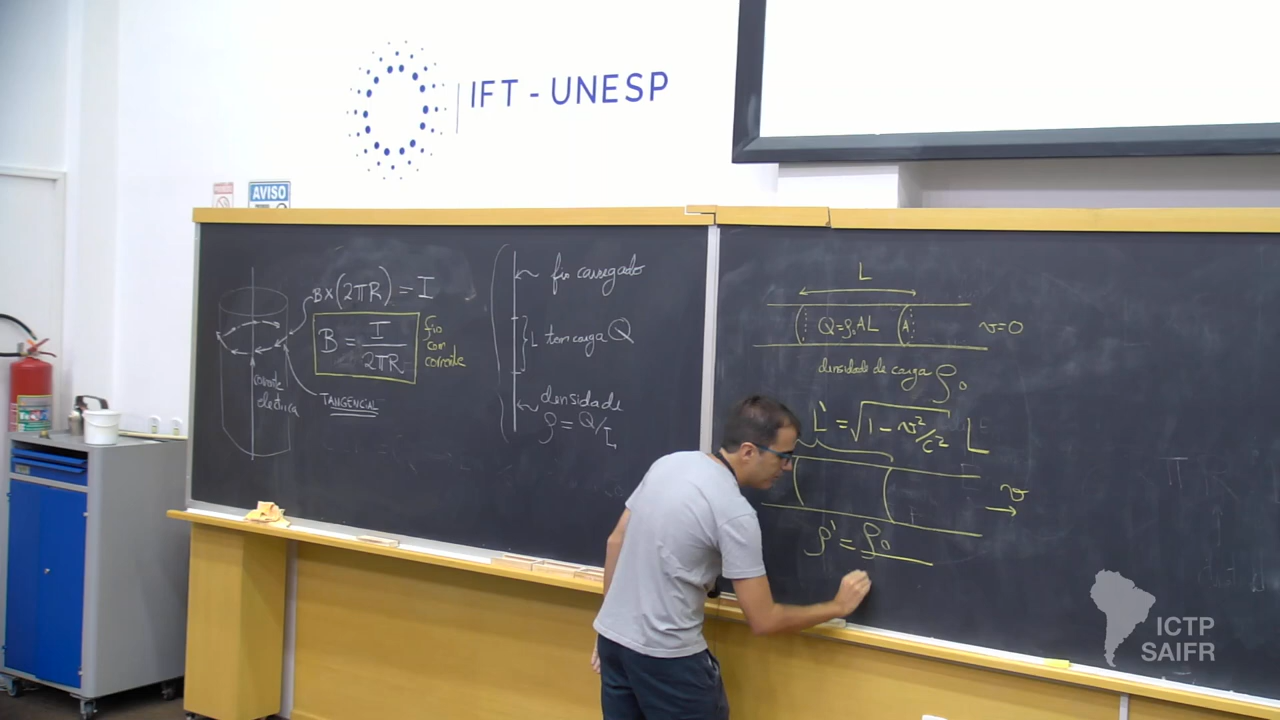 IFT - UNESP
AVISO
B×(2πR) = I
B = I/2πR
fio
com
corrente
corrente
electrica
TANGENCIAL
fio carregado
L tem carga Q
densidade
ρ = Q/L
L
Q=ρ₀AL
A
v=0
densidade de carga ρ₀
L' = √(1 - v²/c²) L
v
ρ' = ρ₀
ICTP
SAIFR